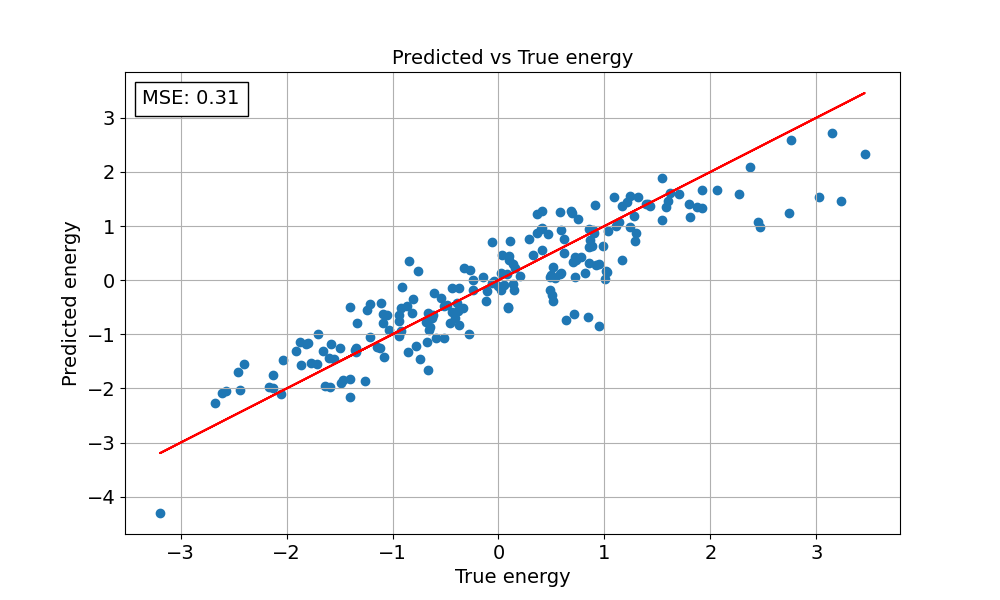 Predicted vs True energy
MSE: 0.31
Predicted energy
3
2
1
0
−1
−2
−3
−4
−3 −2 −1 0 1 2 3
True energy